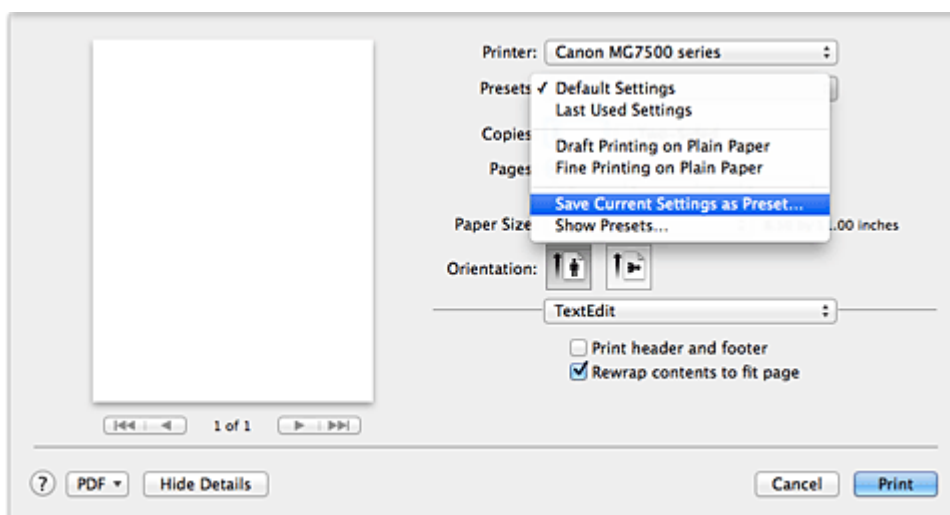 Printer: Canon MG7500 series
Presets ✓ Default Settings
Last Used Settings
Copies
Draft Printing on Plain Paper
Pages Fine Printing on Plain Paper
Save Current Settings as Preset...
Paper Size Show Presets... .00 inches
Orientation:
TextEdit
Print header and footer
Rewrap contents to fit page
1 of 1
? PDF Hide Details Cancel Print